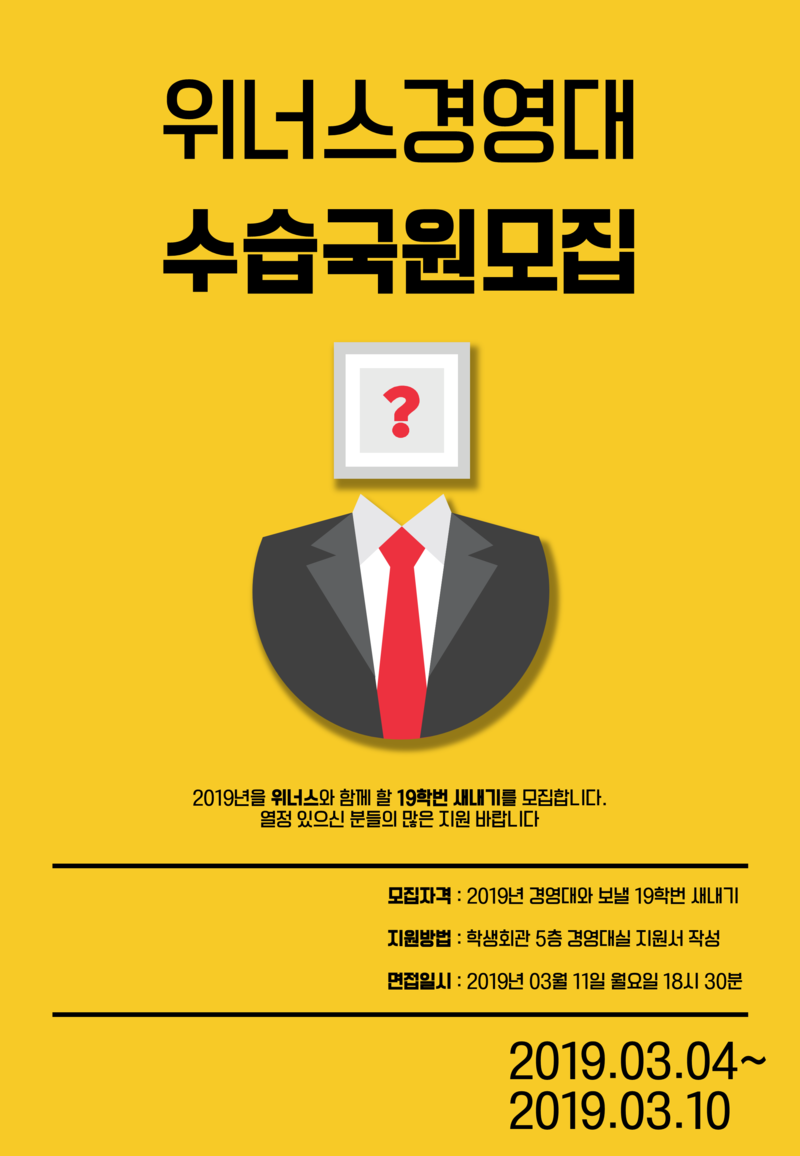 위너스경영대
수습국원모집
?
2019년을 위너스와 함께 할 19학번 새내기를 모집합니다.
열정 있으신 분들의 많은 지원 바랍니다
모집자격 : 2019년 경영대와 보낼 19학번 새내기
지원방법 : 학생회관 5층 경영대실 지원서 작성
면접일시 : 2019년 03월 11일 월요일 18시 30분
2019.03.04~
2019.03.10